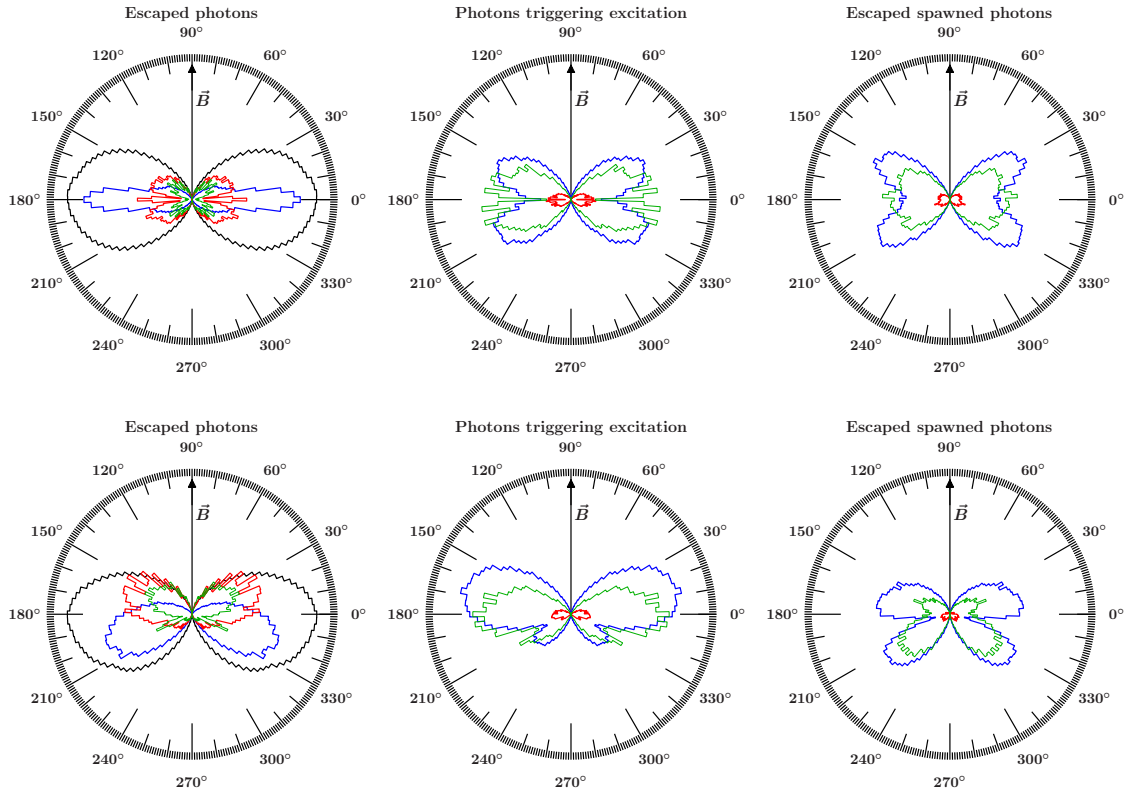 Escaped photons Photons triggering excitation Escaped spawned photons
90° 90° 90°
120° 60° 120° 60° 120° 60°
B⃗ B⃗ B⃗
150° 30° 150° 30° 150° 30°
180° 0° 180° 0° 180° 0°
210° 330° 210° 330° 210° 330°
240° 300° 240° 300° 240° 300°
270° 270° 270°
Escaped photons Photons triggering excitation Escaped spawned photons
90° 90° 90°
120° 60° 120° 60° 120° 60°
B⃗ B⃗ B⃗
150° 30° 150° 30° 150° 30°
180° 0° 180° 0° 180° 0°
210° 330° 210° 330° 210° 330°
240° 300° 240° 300° 240° 300°
270° 270° 270°